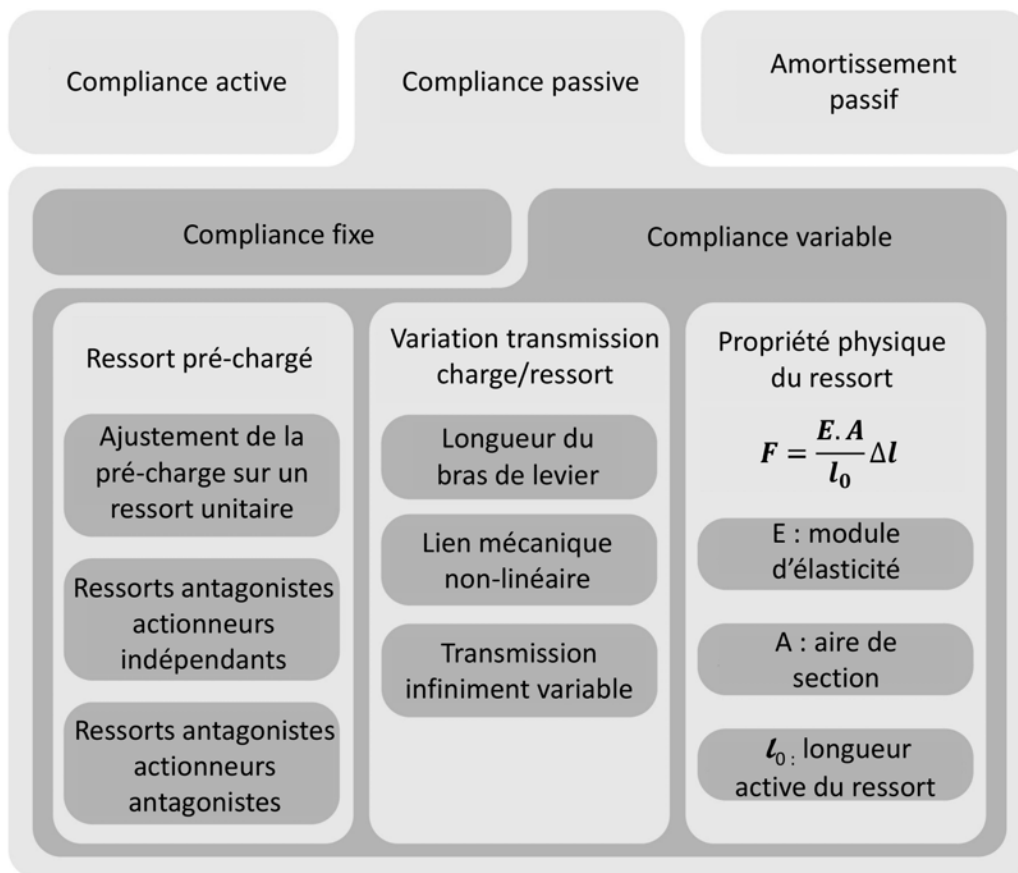 Compliance active
Compliance passive
Amortissement
passif
Compliance fixe
Compliance variable
Ressort pré-chargé
Ajustement de la
pré-charge sur un
ressort unitaire
Ressorts antagonistes
actionneurs
indépendants
Ressorts antagonistes
actionneurs
antagonistes
Variation transmission
charge/ressort
Longueur du
bras de levier
Lien mécanique
non-linéaire
Transmission
infiniment variable
Propriété physique
du ressort
F = E.A / l₀ Δl
E : module
d’élasticité
A : aire de
section
l₀ : longueur
active du ressort